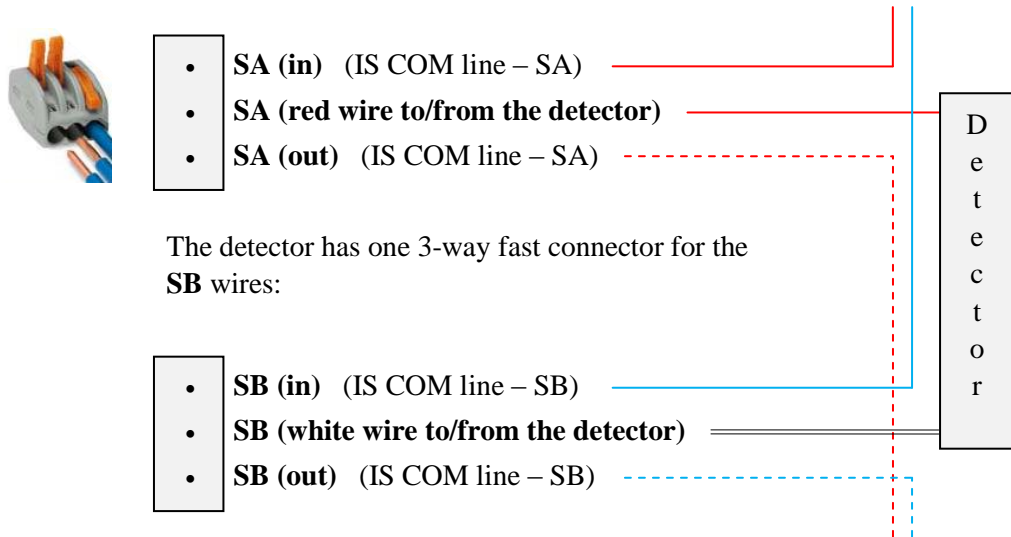 • SA (in) (IS COM line – SA)
• SA (red wire to/from the detector)
• SA (out) (IS COM line – SA)
Detector
The detector has one 3-way fast connector for the
SB wires:
• SB (in) (IS COM line – SB)
• SB (white wire to/from the detector)
• SB (out) (IS COM line – SB)